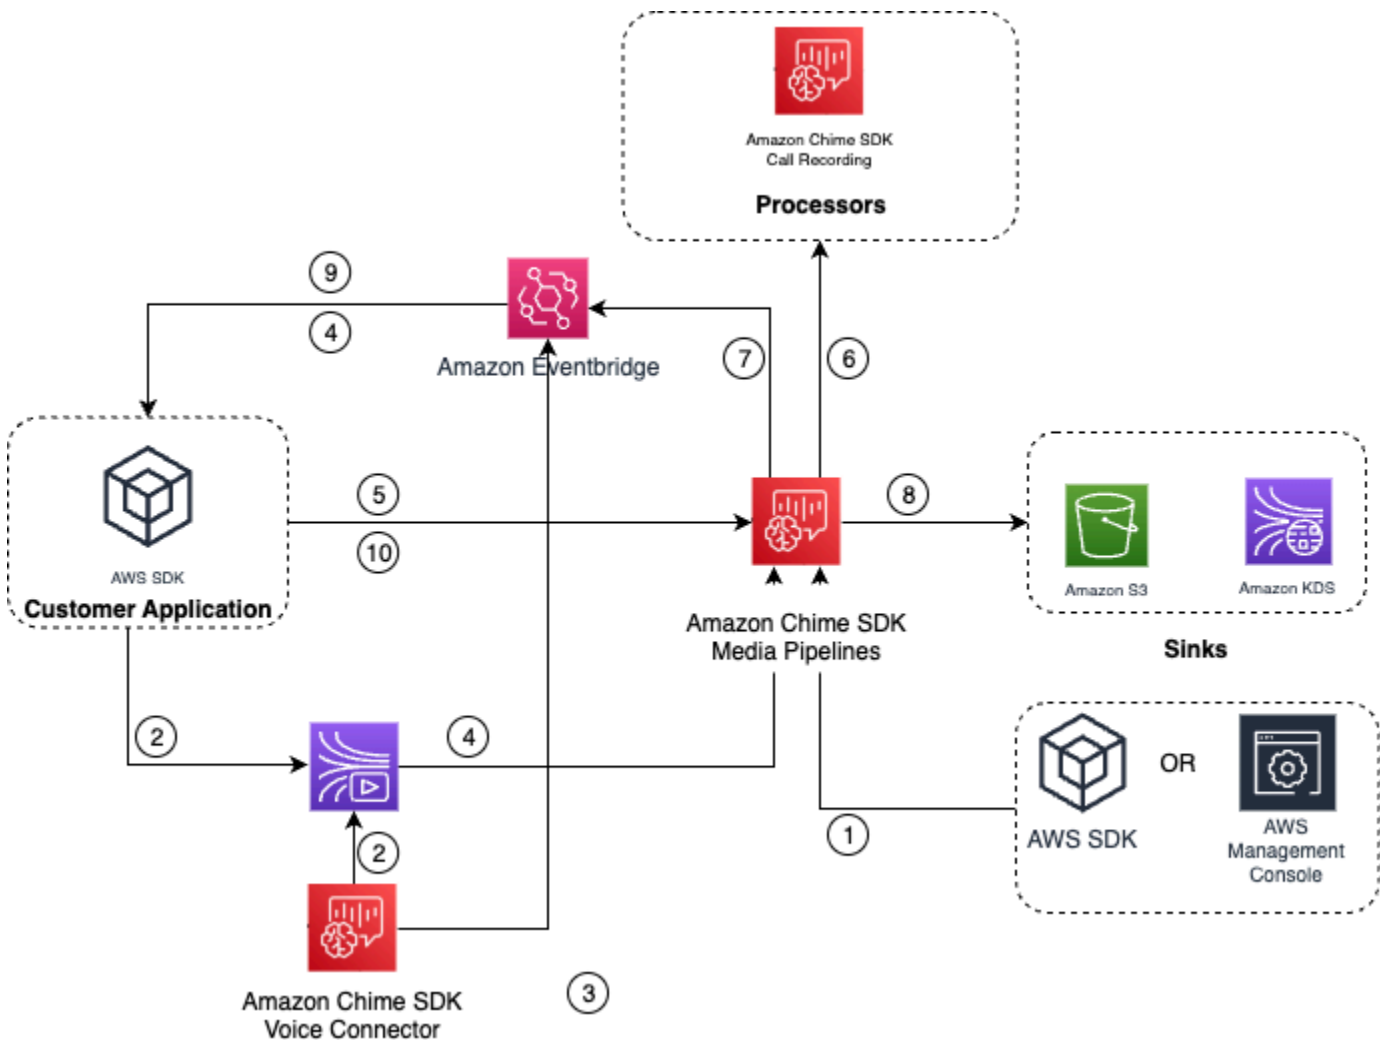 Amazon Chime SDK
Call Recording
Processors
9
4
Amazon Eventbridge
7
6
5
10
8
AWS SDK
Customer Application
Amazon S3
Amazon KDS
Sinks
Amazon Chime SDK
Media Pipelines
2
4
2
1
AWS SDK
OR
AWS
Management
Console
3
Amazon Chime SDK
Voice Connector